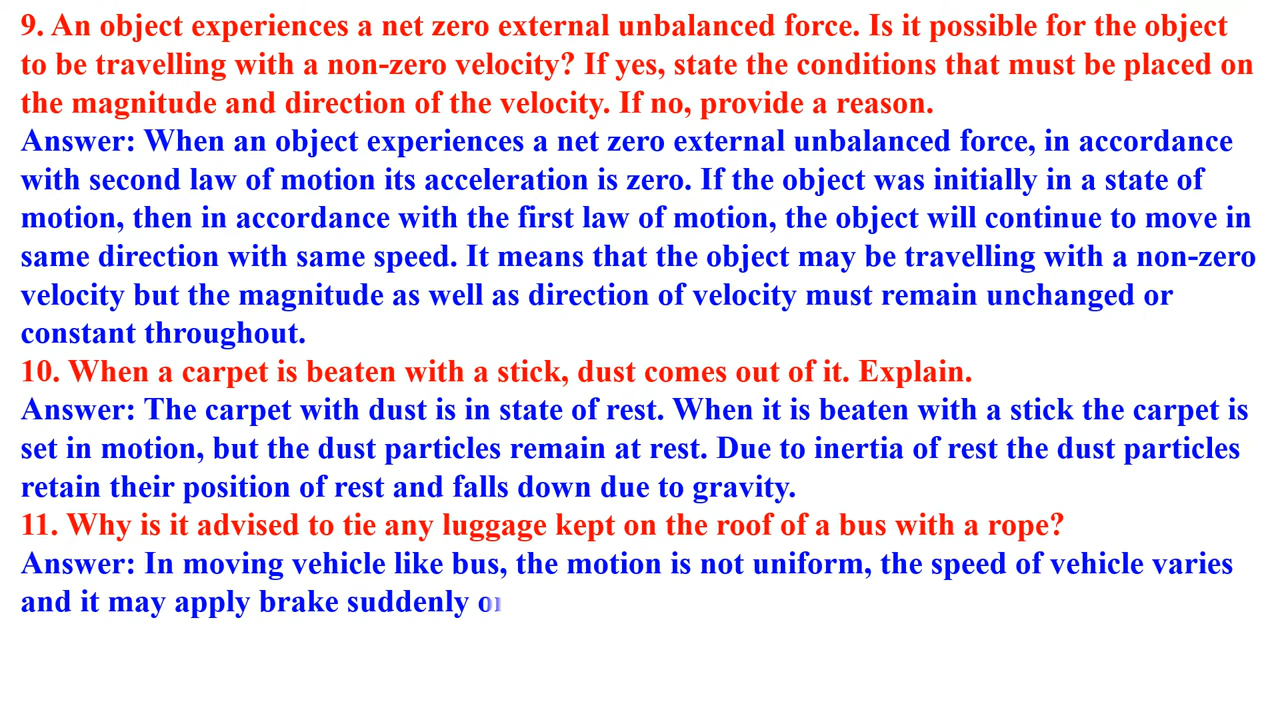 9. An object experiences a net zero external unbalanced force. Is it possible for the object
to be travelling with a non-zero velocity? If yes, state the conditions that must be placed on
the magnitude and direction of the velocity. If no, provide a reason.
Answer: When an object experiences a net zero external unbalanced force, in accordance
with second law of motion its acceleration is zero. If the object was initially in a state of
motion, then in accordance with the first law of motion, the object will continue to move in
same direction with same speed. It means that the object may be travelling with a non-zero
velocity but the magnitude as well as direction of velocity must remain unchanged or
constant throughout.
10. When a carpet is beaten with a stick, dust comes out of it. Explain.
Answer: The carpet with dust is in state of rest. When it is beaten with a stick the carpet is
set in motion, but the dust particles remain at rest. Due to inertia of rest the dust particles
retain their position of rest and falls down due to gravity.
11. Why is it advised to tie any luggage kept on the roof of a bus with a rope?
Answer: In moving vehicle like bus, the motion is not uniform, the speed of vehicle varies
and it may apply brake suddenly